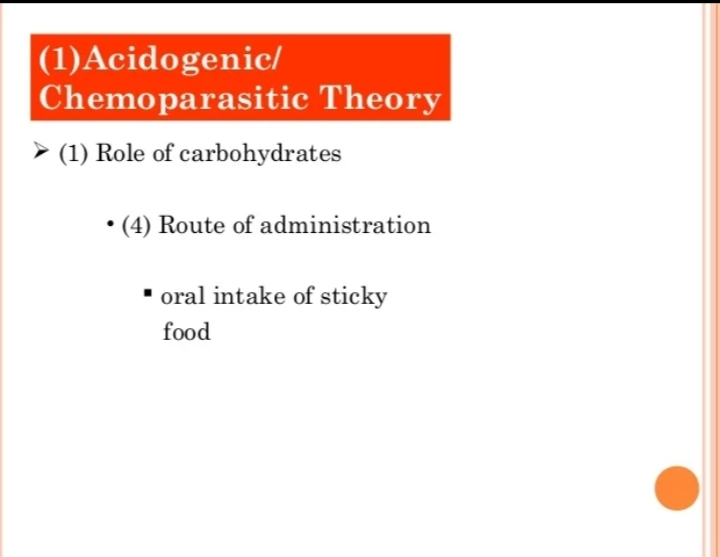 (1)Acidogenic/
Chemoparasitic Theory
➢ (1) Role of carbohydrates
• (4) Route of administration
▪ oral intake of sticky
food